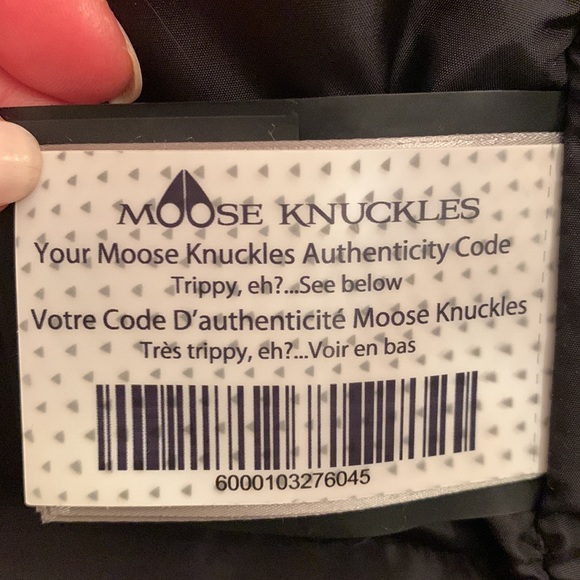 MOOSE KNUCKLES
Your Moose Knuckles Authenticity Code
Trippy, eh?...See below
Votre Code D'authenticité Moose Knuckles
Très trippy, eh?...Voir en bas
6000103276045